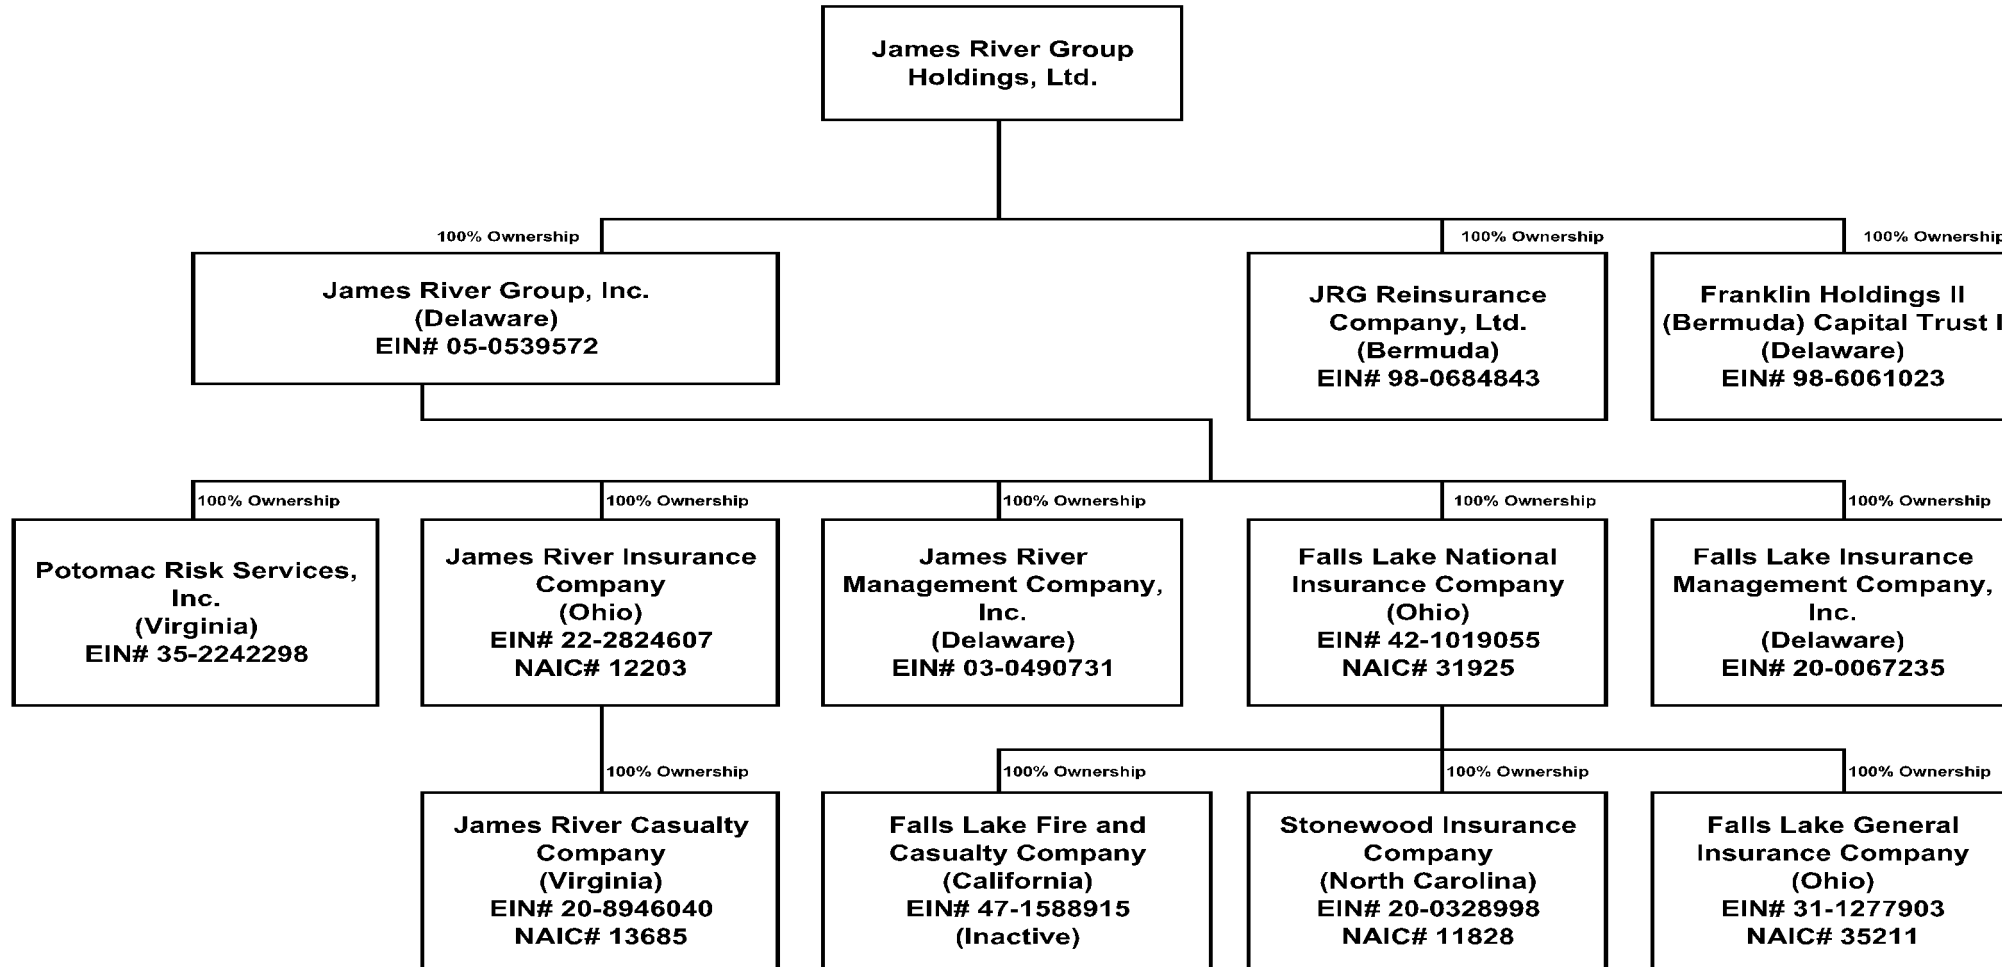 James River Group
Holdings, Ltd.
100% Ownership
100% Ownership
100% Ownership
James River Group, Inc.
(Delaware)
EIN# 05-0539572
JRG Reinsurance
Company, Ltd.
(Bermuda)
EIN# 98-0684843
Franklin Holdings II
(Bermuda) Capital Trust I
(Delaware)
EIN# 98-6061023
100% Ownership
100% Ownership
100% Ownership
100% Ownership
100% Ownership
Potomac Risk Services,
Inc.
(Virginia)
EIN# 35-2242298
James River Insurance
Company
(Ohio)
EIN# 22-2824607
NAIC# 12203
James River
Management Company,
Inc.
(Delaware)
EIN# 03-0490731
Falls Lake National
Insurance Company
(Ohio)
EIN# 42-1019055
NAIC# 31925
Falls Lake Insurance
Management Company,
Inc.
(Delaware)
EIN# 20-0067235
100% Ownership
100% Ownership
100% Ownership
100% Ownership
James River Casualty
Company
(Virginia)
EIN# 20-8946040
NAIC# 13685
Falls Lake Fire and
Casualty Company
(California)
EIN# 47-1588915
(Inactive)
Stonewood Insurance
Company
(North Carolina)
EIN# 20-0328998
NAIC# 11828
Falls Lake General
Insurance Company
(Ohio)
EIN# 31-1277903
NAIC# 35211